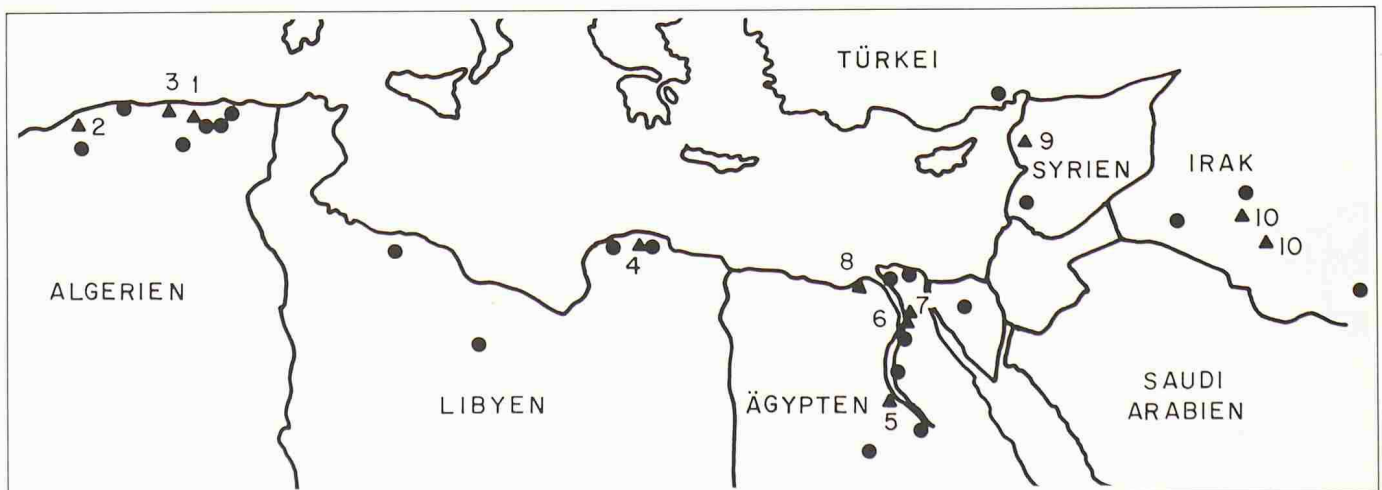 TÜRKEI
3 1
2
9
SYRIEN
IRAK
10
10
4
8
7
6
ALGERIEN
LIBYEN
ÄGYPTEN
5
SAUDI
ARABIEN